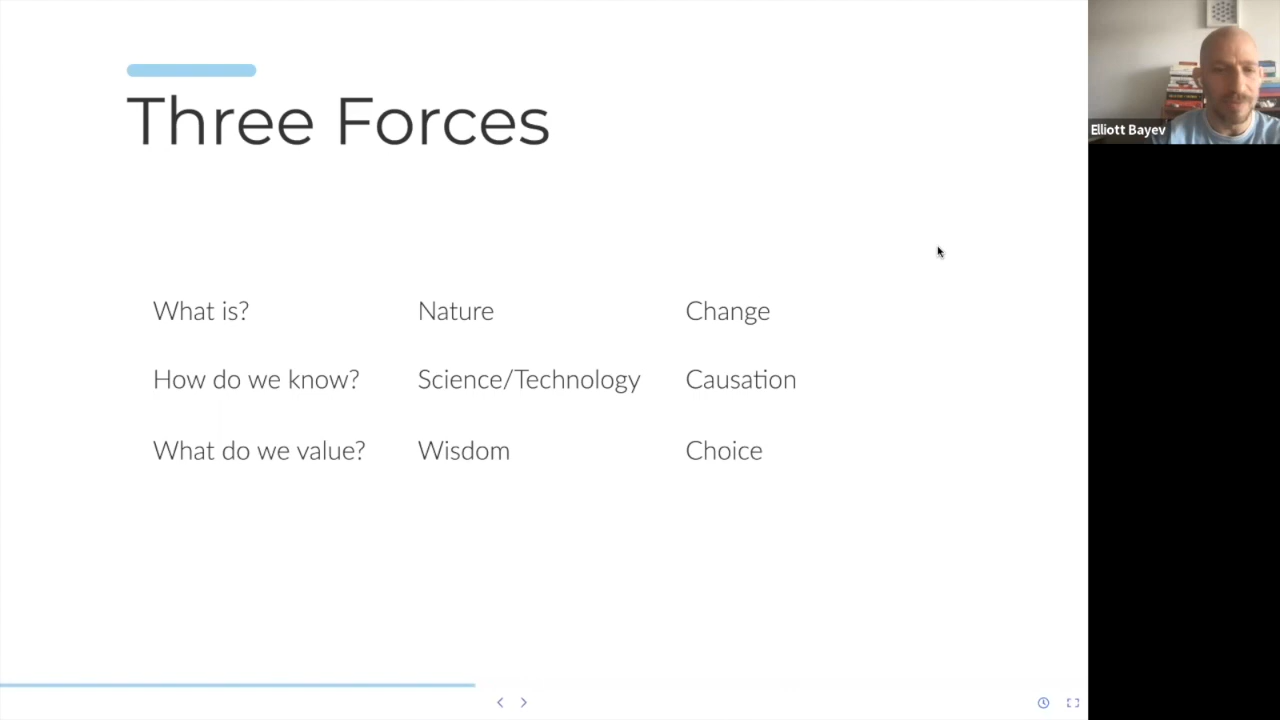 Three Forces
What is? Nature Change
How do we know? Science/Technology Causation
What do we value? Wisdom Choice
Elliott Bayev